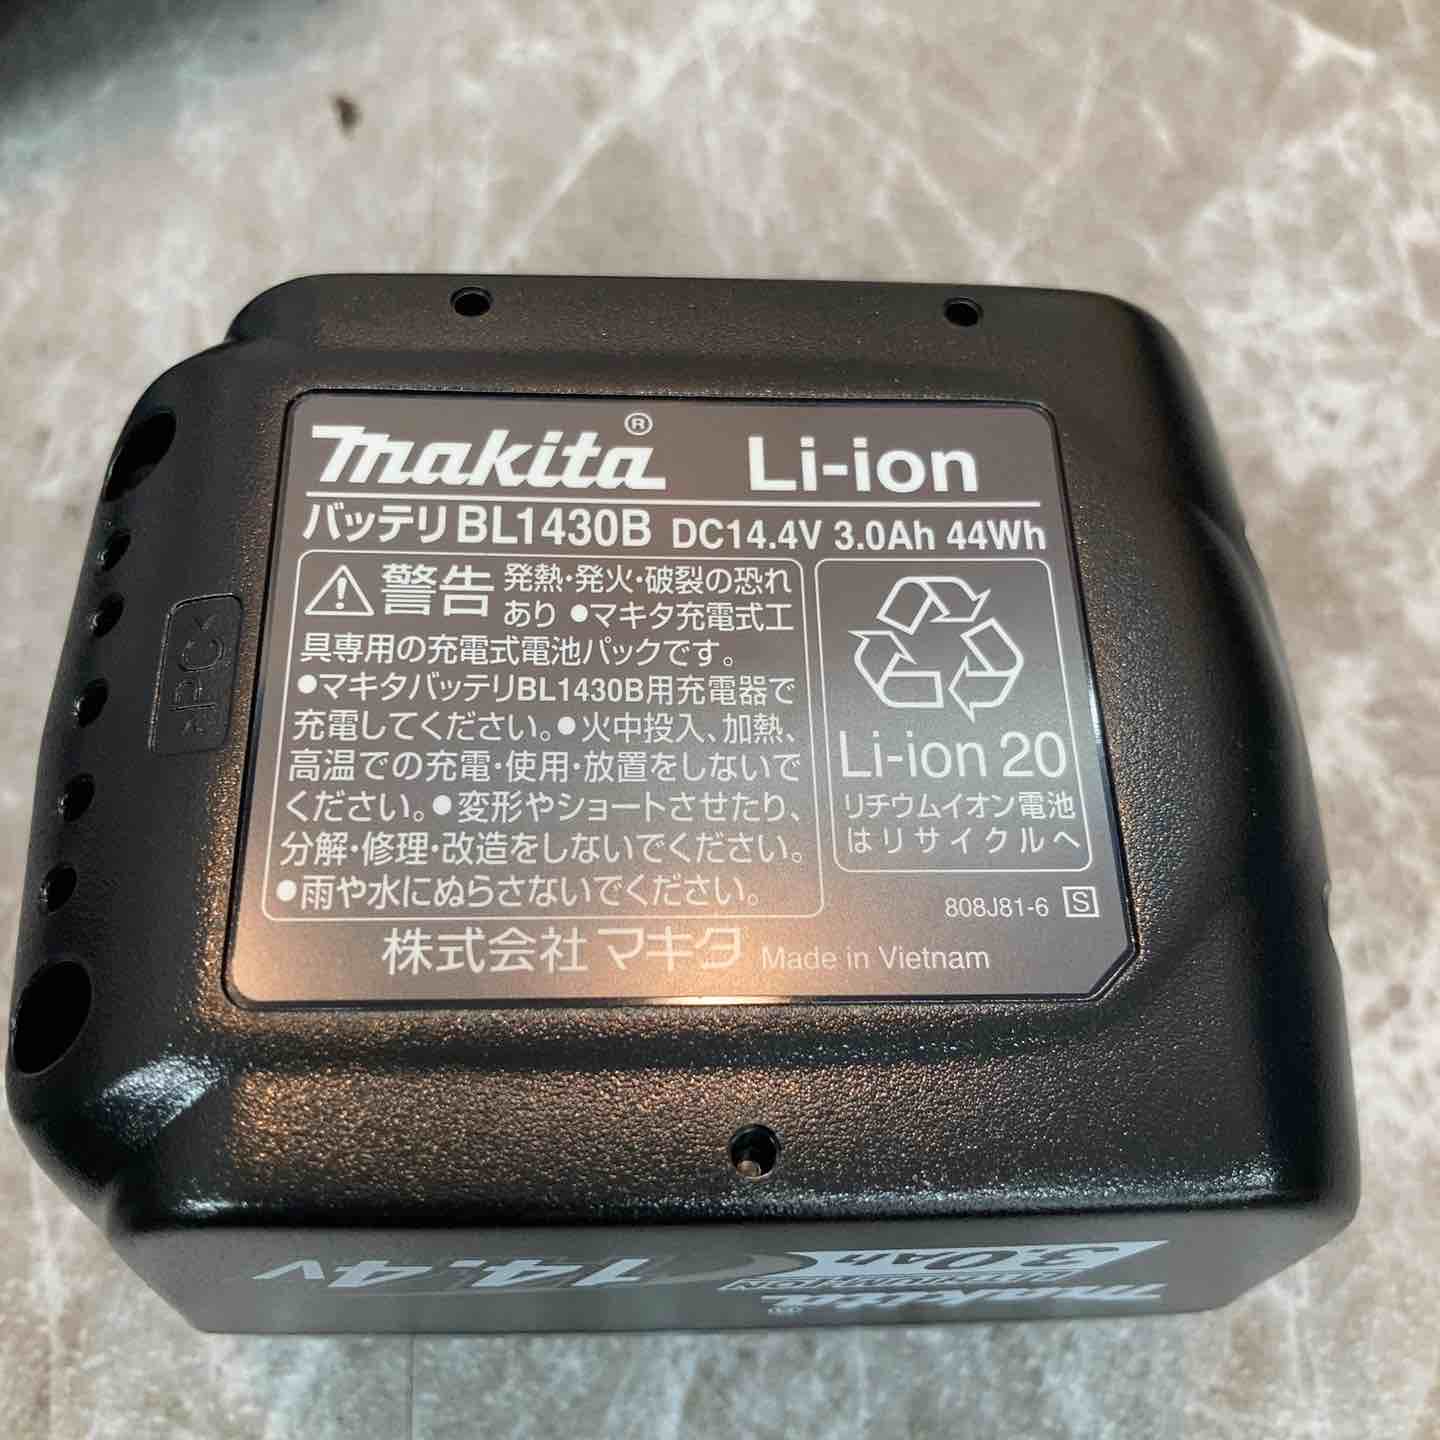 makita® Li-ion
バッテリBL1430B DC14.4V 3.0Ah 44Wh
警告 発熱・発火・破裂の恐れ
あり ●マキタ充電式工
具専用の充電式電池パックです。
●マキタバッテリBL1430B用充電器で
充電してください。●火中投入、加熱、
高温での充電・使用・放置をしないで
ください。●変形やショートさせたり、
分解・修理・改造をしないでください。
●雨や水にぬらさないでください。
Li-ion 20
リチウムイオン電池
はリサイクルへ
808J81-6 S
株式会社マキタ Made in Vietnam
>PC<
makita®
3.0Ah
LITHIUM-ION
14.4V